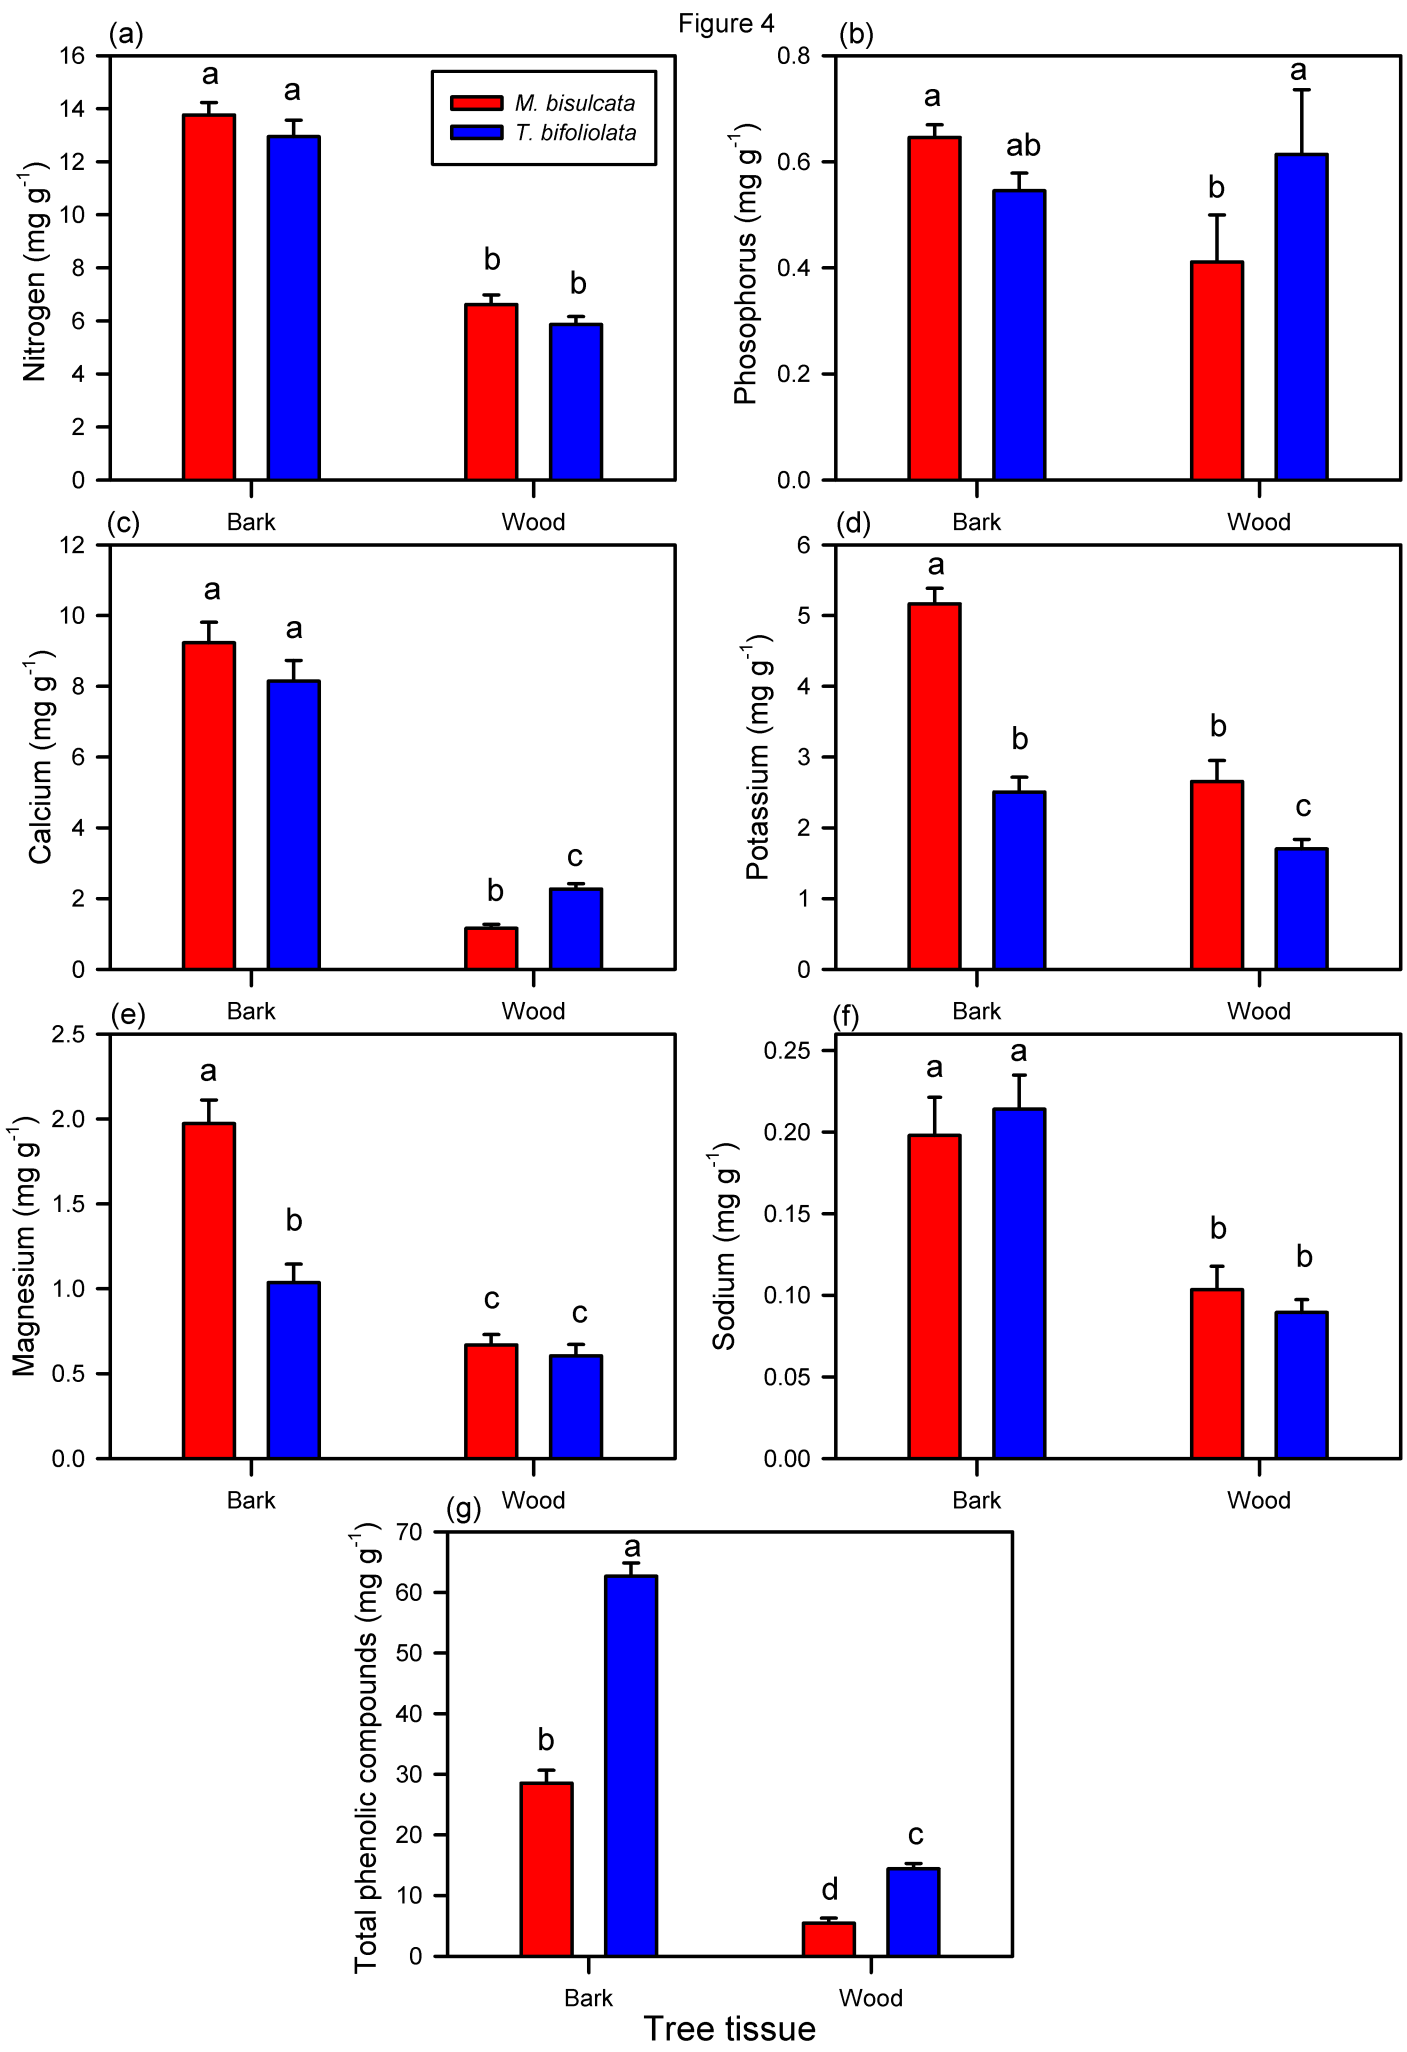 Figure 4
(a)
16
14
12
10
8
6
4
2
0
Nitrogen (mg g-1)
a
a
b
b
M. bisulcata
T. bifoliolata
Bark
Wood
(b)
0.8
0.6
0.4
0.2
0.0
Phosophorus (mg g-1)
a
ab
b
a
Bark
Wood
(c)
12
10
8
6
4
2
0
Calcium (mg g-1)
a
a
b
c
Bark
Wood
(d)
6
5
4
3
2
1
0
Potassium (mg g-1)
a
b
b
c
Bark
Wood
(e)
2.5
2.0
1.5
1.0
0.5
0.0
Magnesium (mg g-1)
a
b
c
c
Bark
Wood
(f)
0.25
0.20
0.15
0.10
0.05
0.00
Sodium (mg g-1)
a
a
b
b
Bark
Wood
(g)
70
60
50
40
30
20
10
0
Total phenolic compounds (mg g-1)
b
a
d
c
Bark
Wood
Tree tissue